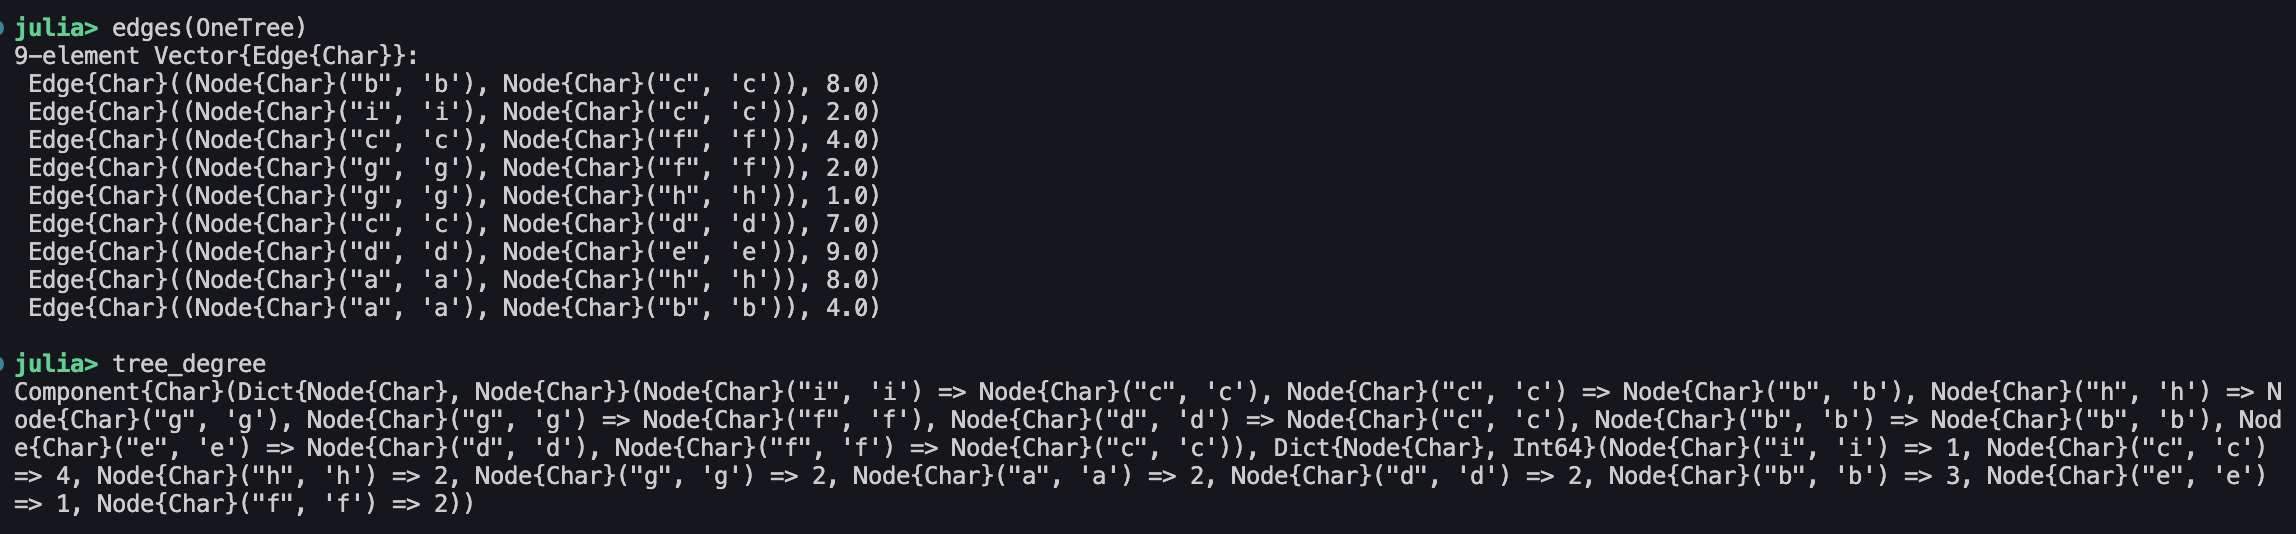 julia> edges(OneTree)
9-element Vector{Edge{Char}}:
 Edge{Char}((Node{Char}("b", 'b'), Node{Char}("c", 'c')), 8.0)
 Edge{Char}((Node{Char}("i", 'i'), Node{Char}("c", 'c')), 2.0)
 Edge{Char}((Node{Char}("c", 'c'), Node{Char}("f", 'f')), 4.0)
 Edge{Char}((Node{Char}("g", 'g'), Node{Char}("f", 'f')), 2.0)
 Edge{Char}((Node{Char}("g", 'g'), Node{Char}("h", 'h')), 1.0)
 Edge{Char}((Node{Char}("c", 'c'), Node{Char}("d", 'd')), 7.0)
 Edge{Char}((Node{Char}("d", 'd'), Node{Char}("e", 'e')), 9.0)
 Edge{Char}((Node{Char}("a", 'a'), Node{Char}("h", 'h')), 8.0)
 Edge{Char}((Node{Char}("a", 'a'), Node{Char}("b", 'b')), 4.0)
julia> tree_degree
Component{Char}(Dict{Node{Char}, Node{Char}}(Node{Char}("i", 'i') => Node{Char}("c", 'c'), Node{Char}("c", 'c') => Node{Char}("b", 'b'), Node{Char}("h", 'h') => N
ode{Char}("g", 'g'), Node{Char}("g", 'g') => Node{Char}("f", 'f'), Node{Char}("d", 'd') => Node{Char}("c", 'c'), Node{Char}("b", 'b') => Node{Char}("b", 'b'), Nod
e{Char}("e", 'e') => Node{Char}("d", 'd'), Node{Char}("f", 'f') => Node{Char}("c", 'c')), Dict{Node{Char}, Int64}(Node{Char}("i", 'i') => 1, Node{Char}("c", 'c')
=> 4, Node{Char}("h", 'h') => 2, Node{Char}("g", 'g') => 2, Node{Char}("a", 'a') => 2, Node{Char}("d", 'd') => 2, Node{Char}("b", 'b') => 3, Node{Char}("e", 'e')
=> 1, Node{Char}("f", 'f') => 2))